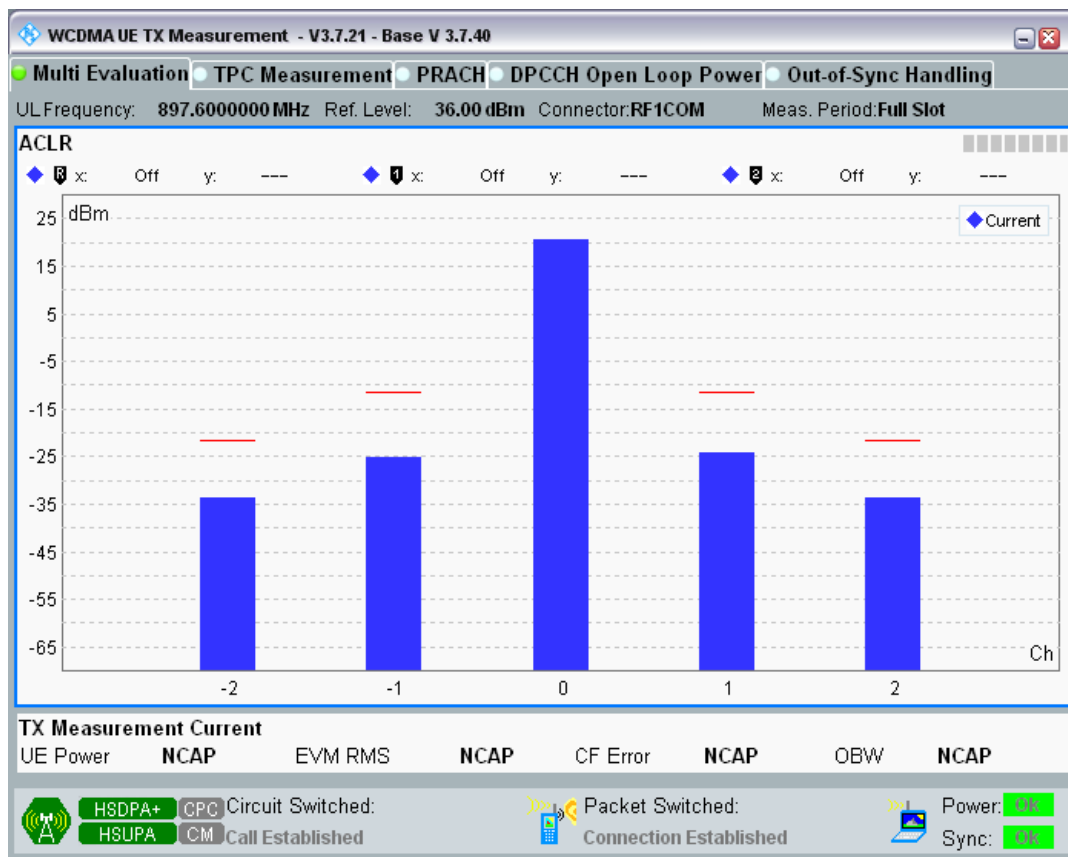 WCDMA UE TX Measurement - V3.7.21 - Base V 3.7.40
Multi Evaluation TPC Measurement PRACH DPCCH Open Loop Power Out-of-Sync Handling
UL Frequency: 897.6000000 MHz Ref. Level: 36.00 dBm Connector:RF1COM Meas. Period:Full Slot
ACLR
R x: Off y: --- 1 x: Off y: --- 2 x: Off y: ---
dBm
Current
25
15
5
-5
-15
-25
-35
-45
-55
-65
Ch
-2 -1 0 1 2
TX Measurement Current
UE Power NCAP EVM RMS NCAP CF Error NCAP OBW NCAP
HSDPA+ CPC Circuit Switched: Packet Switched: Power: OK
HSUPA CM Call Established Connection Established Sync: OK